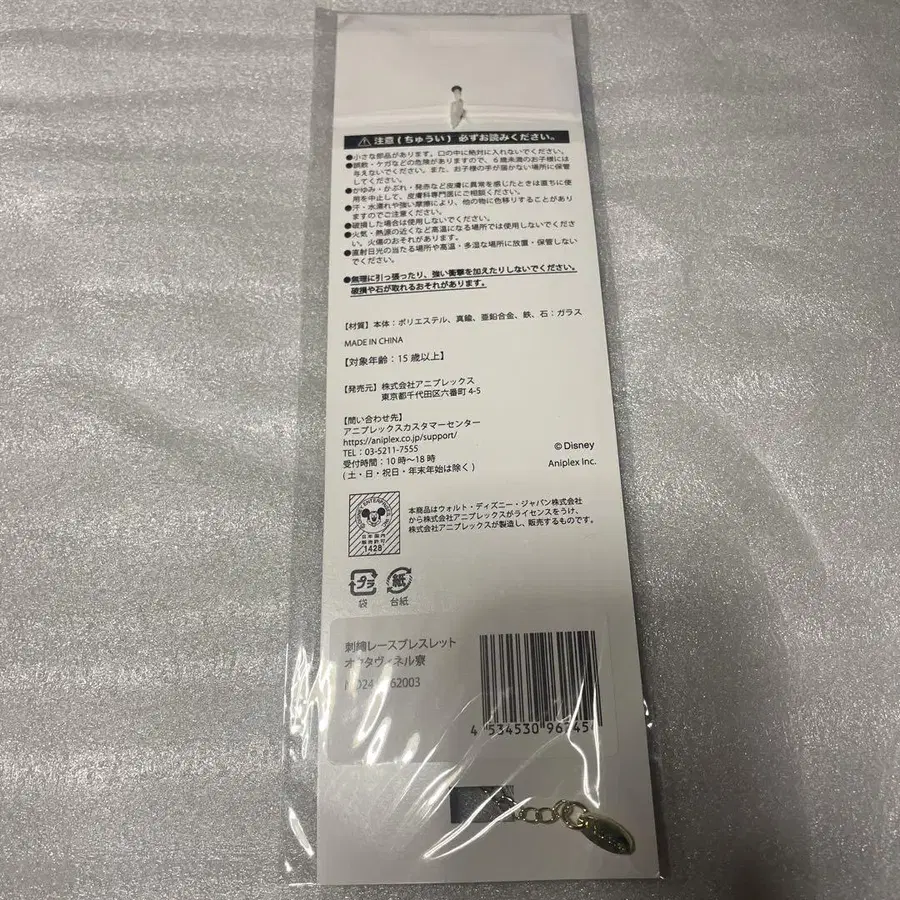 注意(ちゅうい) 必ずお読みください。
●小さな部品があります。口の中に絶対に入れないでください。
●誤飲・ケガなどの危険がありますので、6歳未満のお子様には
与えないでください。また、お子様の手が届かない場所に保管
してください。
●かゆみ・かぶれ・発赤など皮膚に異常を感じたときは直ちに使
用を中止して、皮膚科専門医にご相談ください。
●汗・水濡れや強い摩擦により、他の物に色移りすることがあり
ますのでご注意ください。
●破損した場合は使用しないでください。
●火気・熱源の近くなど高温になる場所では使用しないでくださ
い。火傷のおそれがあります。
●直射日光の当たる場所や高温・多湿な場所に放置・保管しない
でください。
●無理に引っ張ったり、強い衝撃を加えたりしないでください。
破損や石が取れるおそれがあります。
【材質】本体:ポリエステル、真鍮、亜鉛合金、鉄、石:ガラス
MADE IN CHINA
【対象年齢:15歳以上】
【発売元】株式会社アニプレックス
東京都千代田区六番町 4-5
【問い合わせ先】
アニプレックスカスタマーセンター
https://aniplex.co.jp/support/
TEL:03-5211-7555
受付時間:10時〜18時
(土・日・祝日・年末年始は除く)
©Disney
Aniplex Inc.
日本国内
販売許可
1428
本商品はウォルト・ディズニー・ジャパン株式会社
から株式会社アニプレックスがライセンスをうけ、
株式会社アニプレックスが製造し、販売するものです。
プラ 紙
袋 台紙
刺繡レースブレスレット
オクタヴィネル寮
62003
4 534530